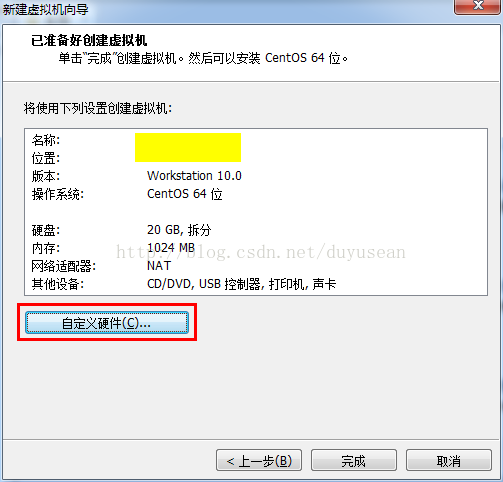 新建虚拟机向导
已准备好创建虚拟机
单击“完成”创建虚拟机。然后可以安装 CentOS 64 位。
将使用下列设置创建虚拟机:
名称:
位置:
版本: Workstation 10.0
操作系统: CentOS 64 位
硬盘: 20 GB, 拆分
内存: 1024 MB
http://blog.csdn.net/duyusean
网络适配器: NAT
其他设备: CD/DVD, USB 控制器, 打印机, 声卡
自定义硬件(C)...
< 上一步(B) 完成 取消